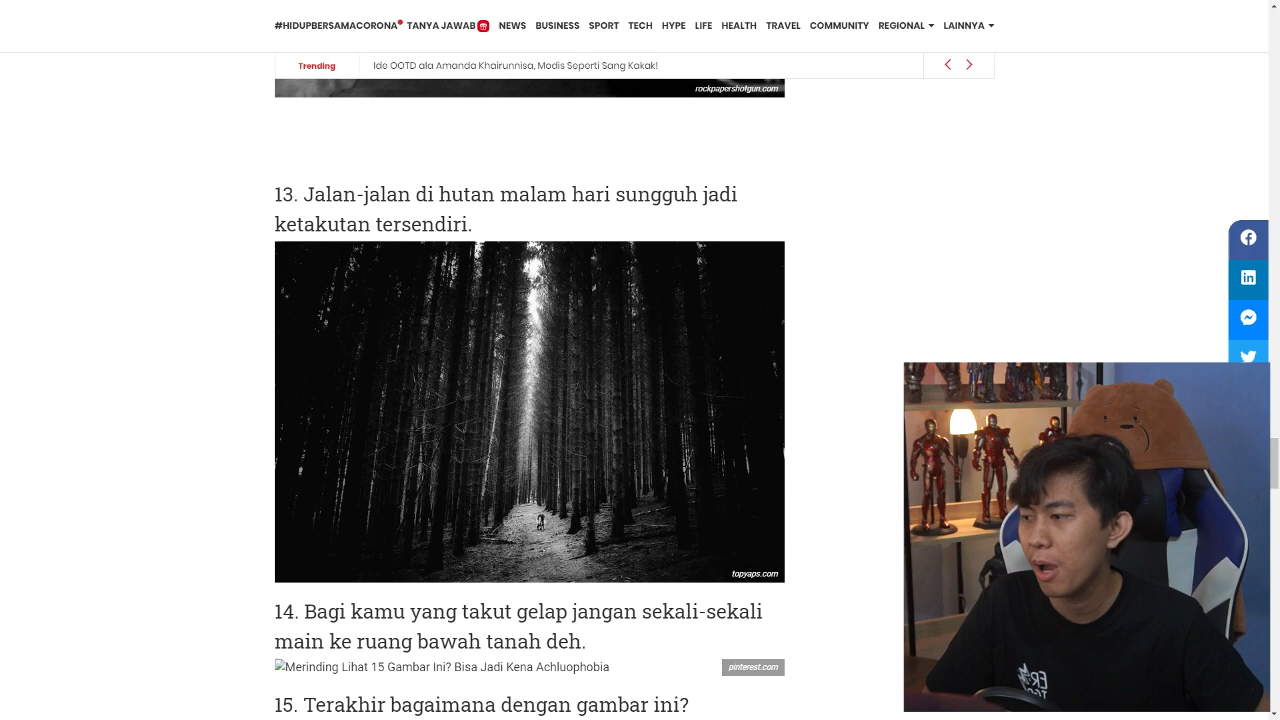 #HIDUPBERSAMACORONA TANYA JAWAB NEWS BUSINESS SPORT TECH HYPE LIFE HEALTH TRAVEL COMMUNITY REGIONAL LAINNYA
Trending Ide OOTD ala Amanda Khairunnisa, Modis Seperti Sang Kakak!
rockpapershotgun.com
13. Jalan-jalan di hutan malam hari sungguh jadi
ketakutan tersendiri.
topyaps.com
14. Bagi kamu yang takut gelap jangan sekali-sekali
main ke ruang bawah tanah deh.
Merinding Lihat 15 Gambar Ini? Bisa Jadi Kena Achluophobia
pinterest.com
15. Terakhir bagaimana dengan gambar ini?